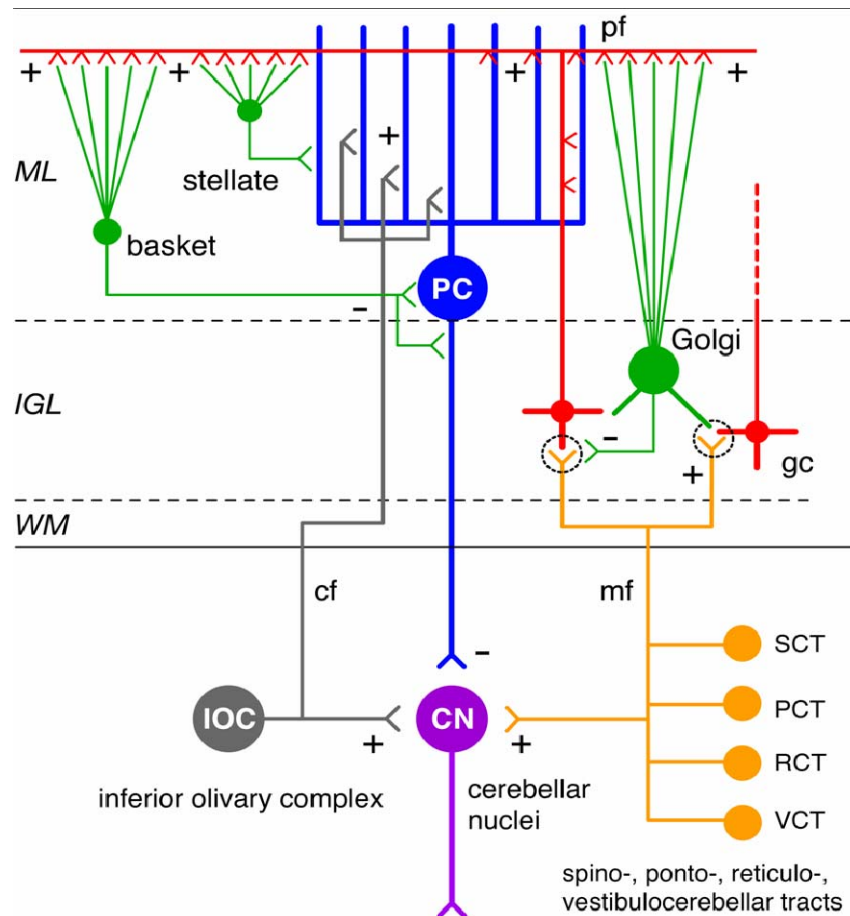 pf
+ + + +
ML
+
stellate
basket
PC
-
Golgi
IGL
-
+
gc
WM
cf
mf
-
SCT
IOC
CN
PCT
+
+
RCT
inferior olivary complex
cerebellar
nuclei
VCT
spino-, ponto-, reticulo-,
vestibulocerebellar tracts